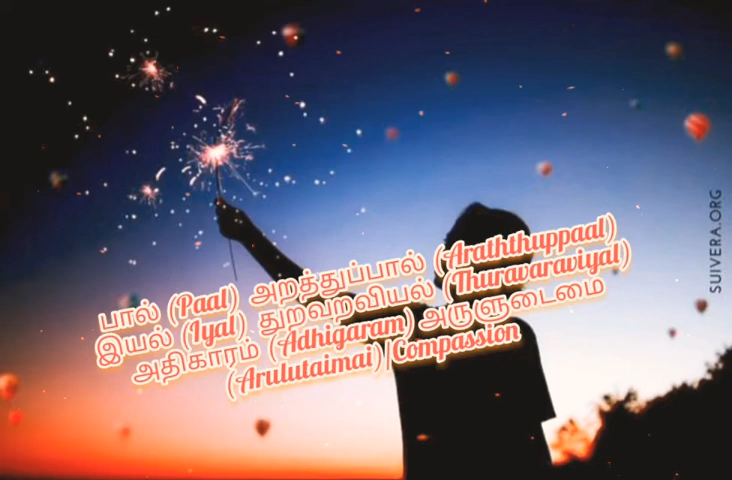 பால் (Paal) அறத்துப்பால் (Araththuppaal)
இயல் (Iyal) துறவறவியல் (Thuravaraviyal)
அதிகாரம் (Adhigaram) அருளுடைமை
(Arulutaimai)/Compassion
SUIVERA.ORG